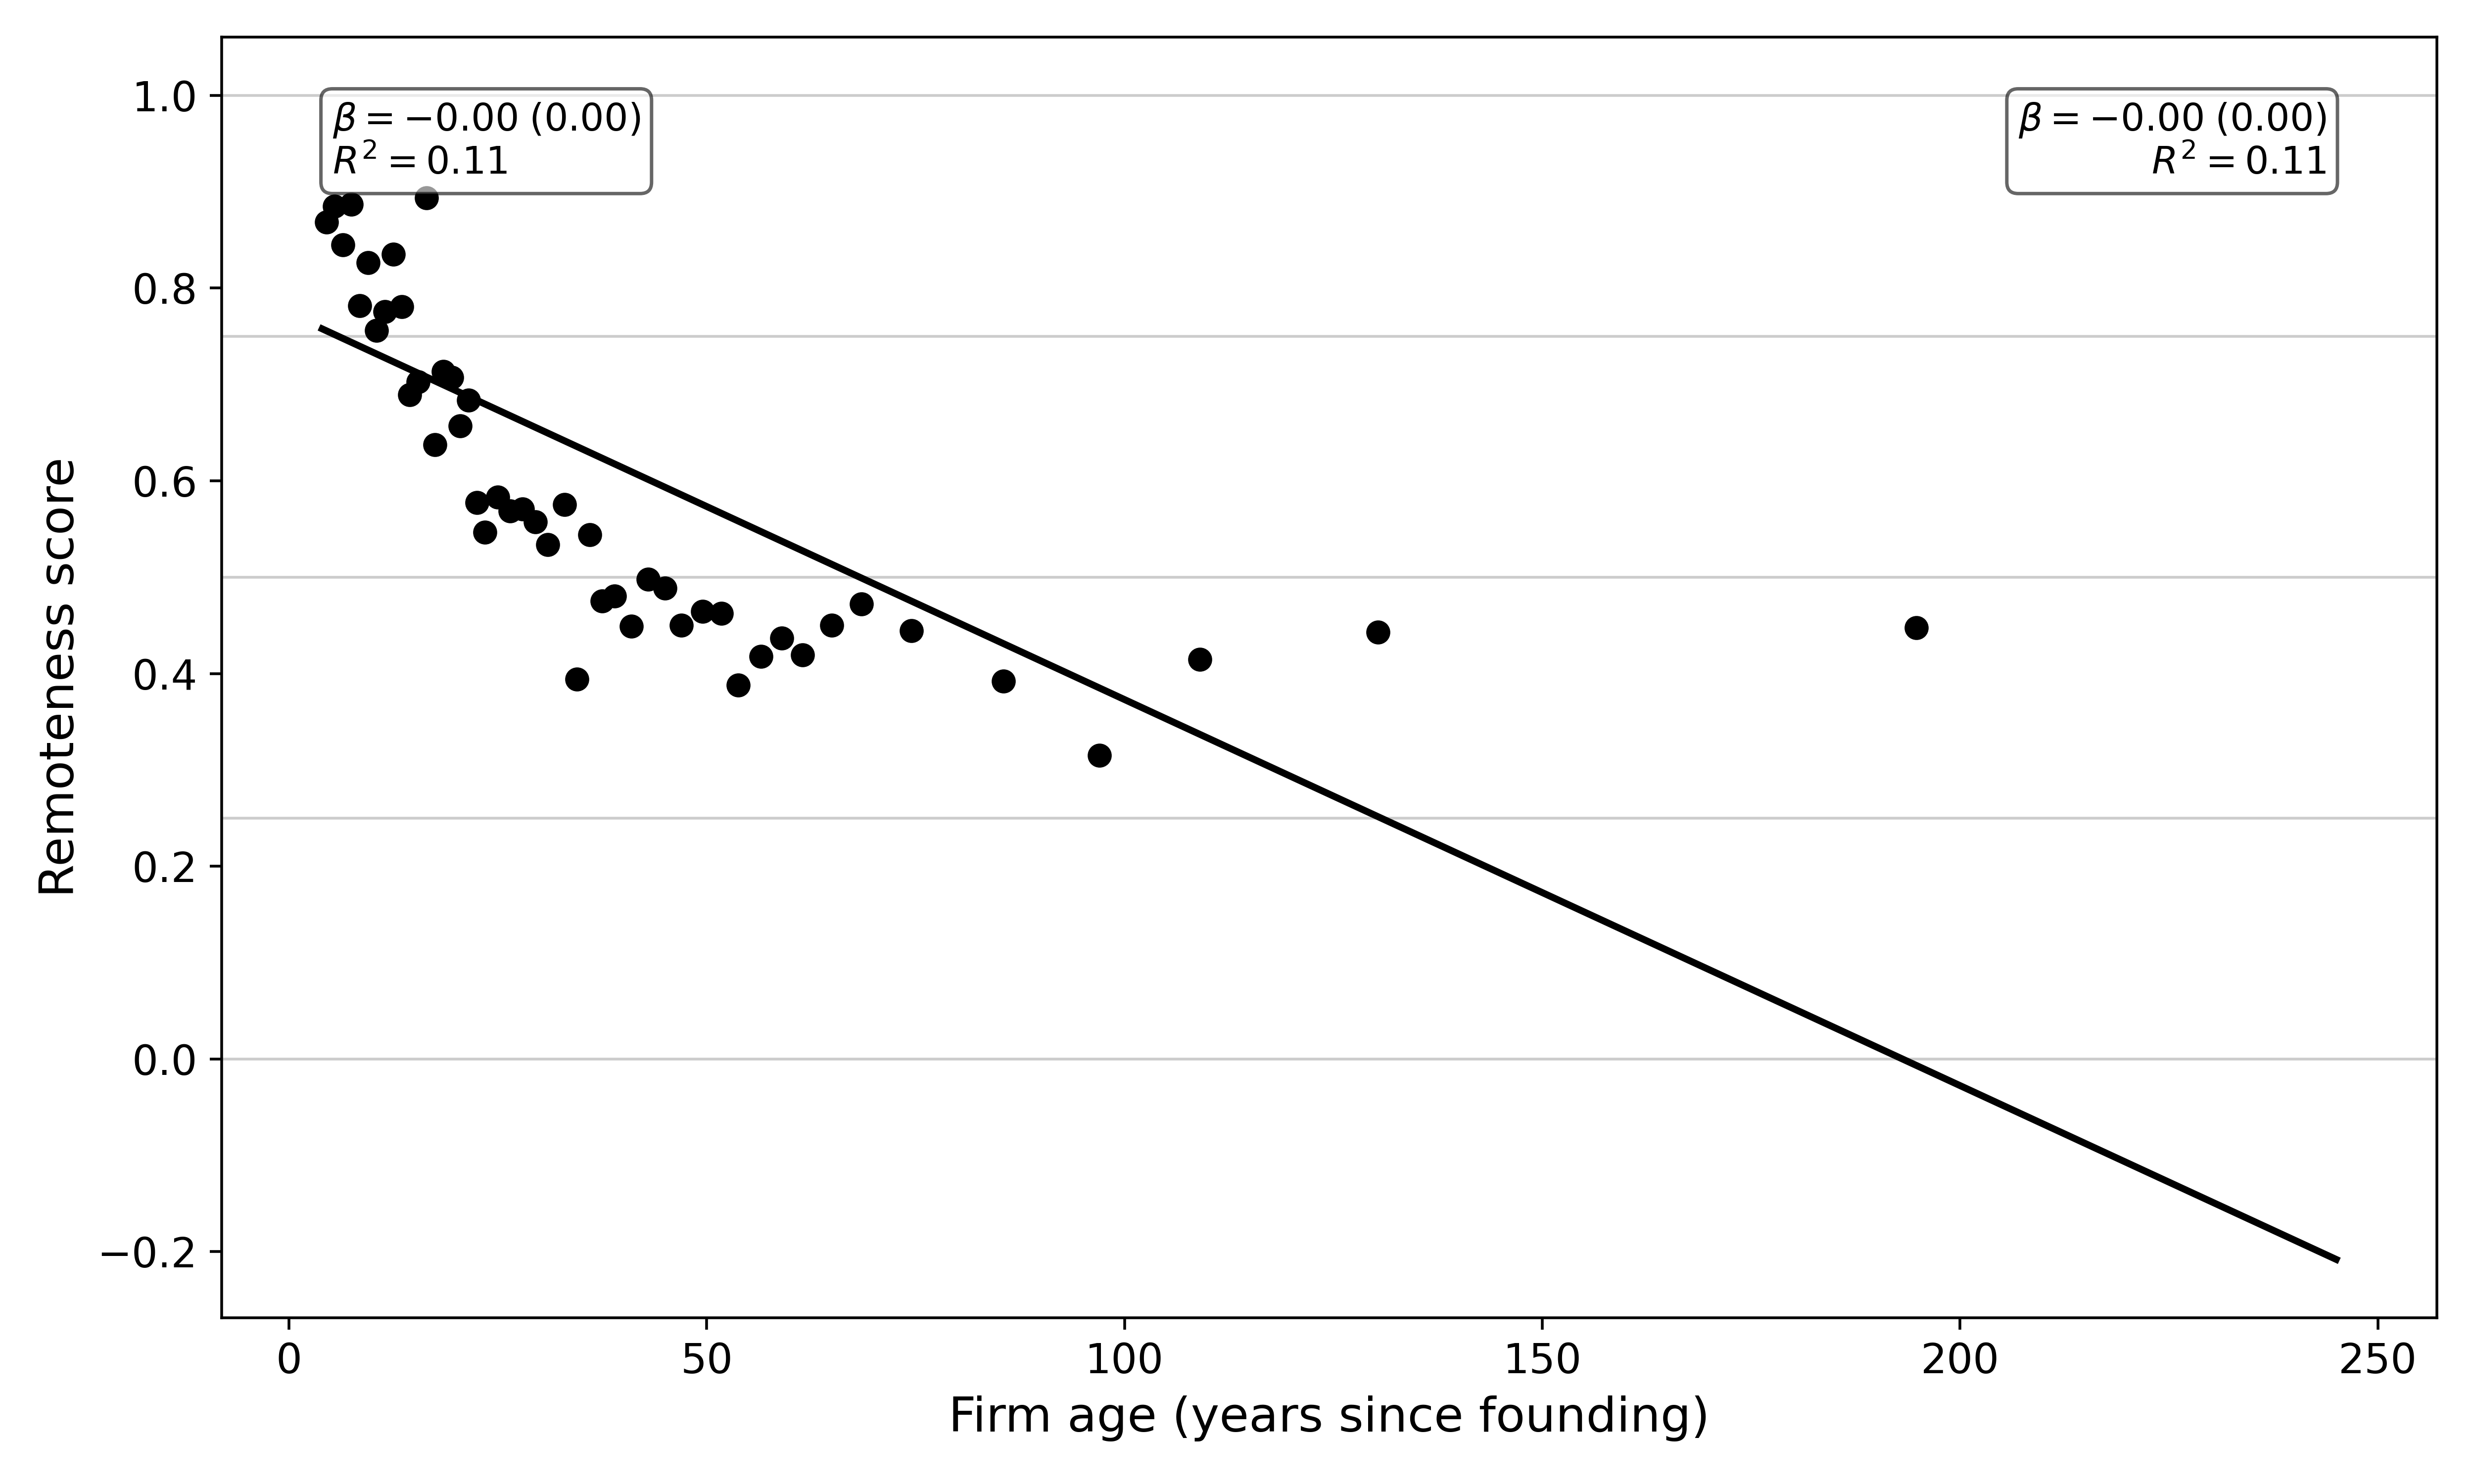 β = −0.00 (0.00)
R² = 0.11
β = −0.00 (0.00)
R² = 0.11
1.0
0.8
0.6
0.4
0.2
0.0
−0.2
Remoteness score
0 50 100 150 200 250
Firm age (years since founding)